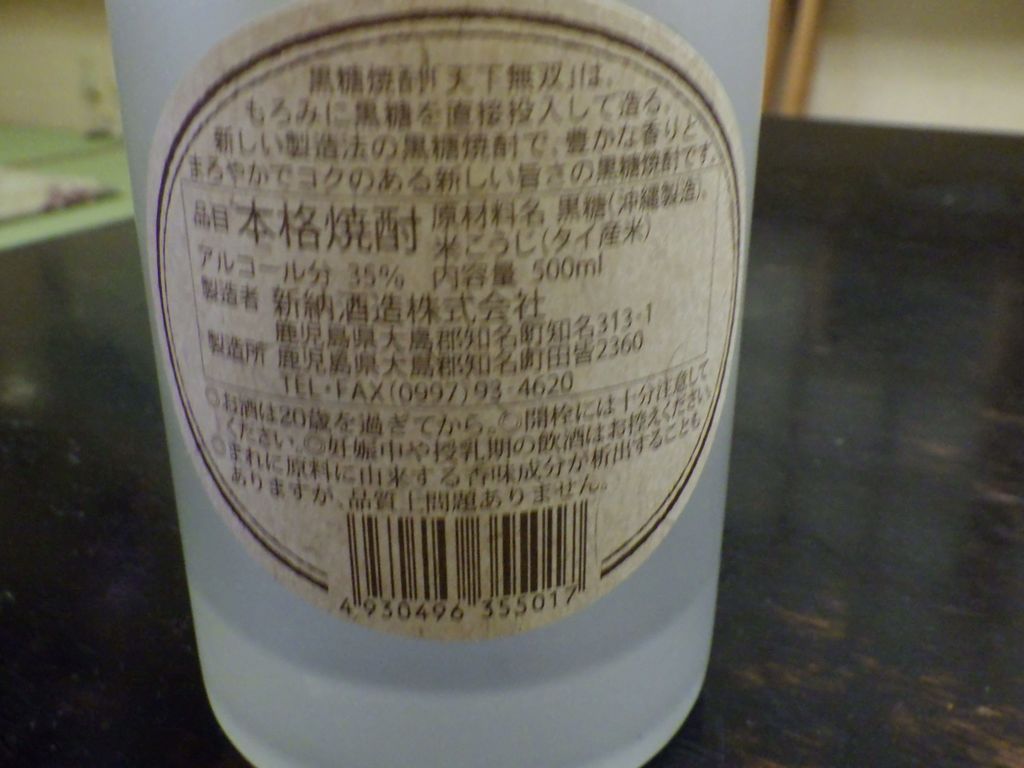 黒糖焼酎「天下無双」は、
もろみに黒糖を直接投入して造る、
新しい製造法の黒糖焼酎で、豊かな香りと
まろやかでコクのある新しい旨さの黒糖焼酎です。
品目 本格焼酎 原材料名 黒糖(沖縄製造)、
米こうじ(タイ産米)
アルコール分 35% 内容量 500ml
製造者 新納酒造株式会社
鹿児島県大島郡知名町知名313-1
製造所 鹿児島県大島郡知名町田皆2360
TEL・FAX(0997)93-4620
◎お酒は20歳を過ぎてから。◎開栓には十分注意して
ください。◎妊娠中や授乳期の飲酒はお控えください。
◎まれに原料に由来する香味成分が析出することも
ありますが、品質上問題ありません。
4 930496 355017